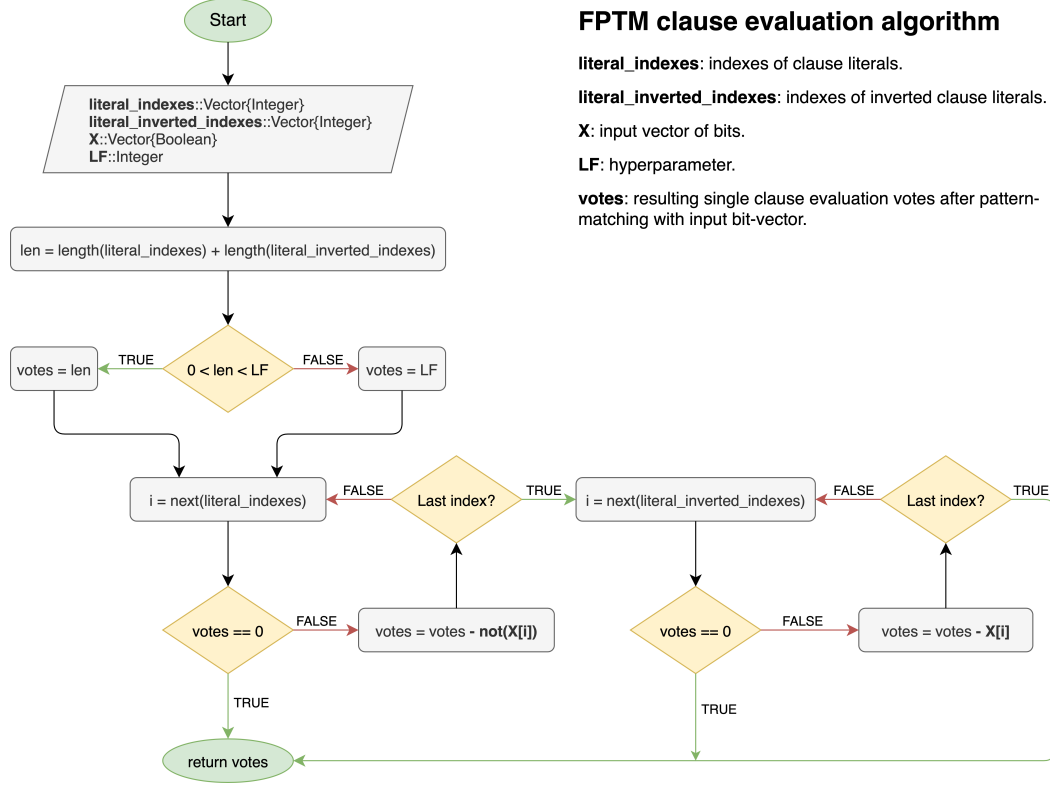 Start
FPTM clause evaluation algorithm
literal_indexes: indexes of clause literals.
literal_inverted_indexes: indexes of inverted clause literals.
X: input vector of bits.
LF: hyperparameter.
votes: resulting single clause evaluation votes after pattern-
matching with input bit-vector.
literal_indexes::Vector{Integer}
literal_inverted_indexes::Vector{Integer}
X::Vector{Boolean}
LF::Integer
len = length(literal_indexes) + length(literal_inverted_indexes)
votes = len
TRUE
0 < len < LF
FALSE
votes = LF
i = next(literal_indexes)
FALSE
Last index?
TRUE
i = next(literal_inverted_indexes)
FALSE
Last index?
TRUE
votes == 0
FALSE
votes = votes - not(X[i])
votes == 0
FALSE
votes = votes - X[i]
TRUE
TRUE
return votes